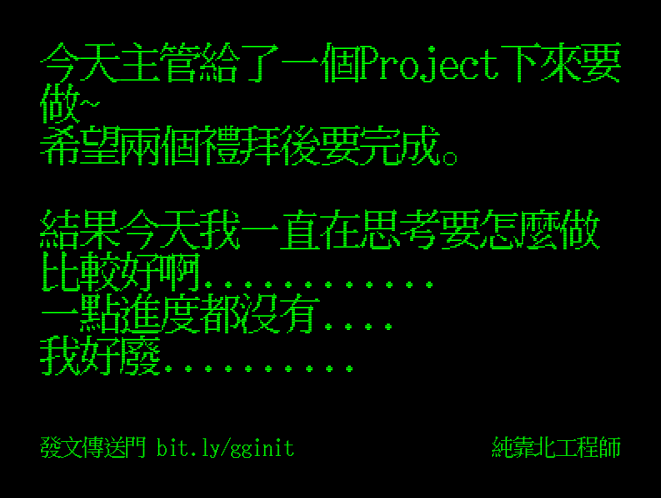 今天主管給了一個Project下來要
做~
希望兩個禮拜後要完成。
結果今天我一直在思考要怎麼做
比較好啊............
一點進度都沒有....
我好廢..........
發文傳送門 bit.ly/gginit
純靠北工程師